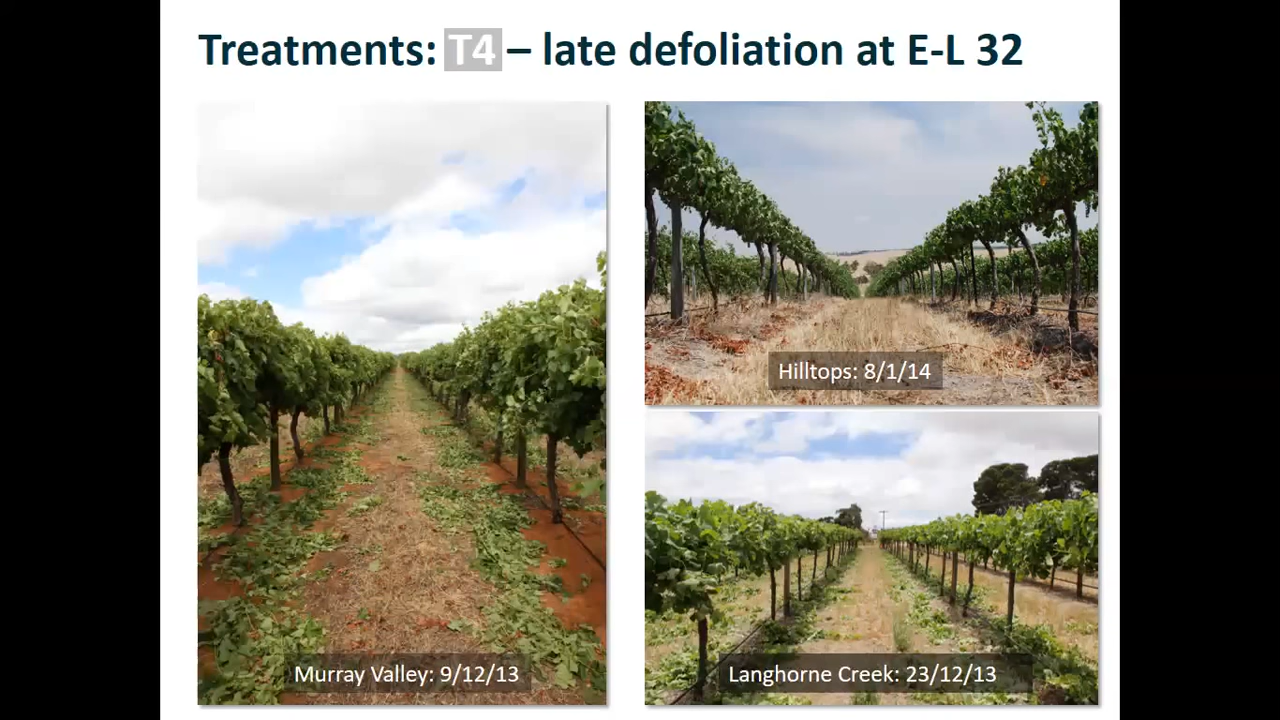 Treatments: T4 – late defoliation at E-L 32
Hilltops: 8/1/14
Murray Valley: 9/12/13
Langhorne Creek: 23/12/13